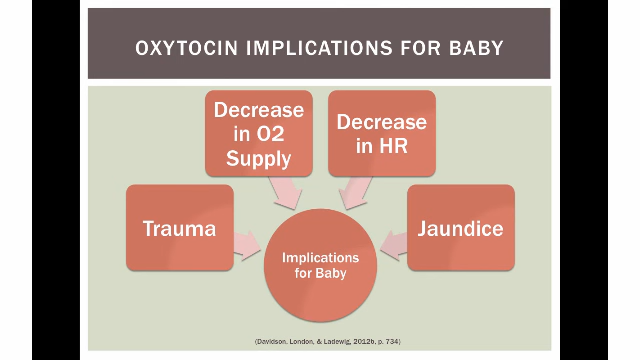 OXYTOCIN IMPLICATIONS FOR BABY
Decrease
in O2
Supply
Decrease
in HR
Trauma
Jaundice
Implications
for Baby
(Davidson, London, & Ladewig, 2012b, p. 734)